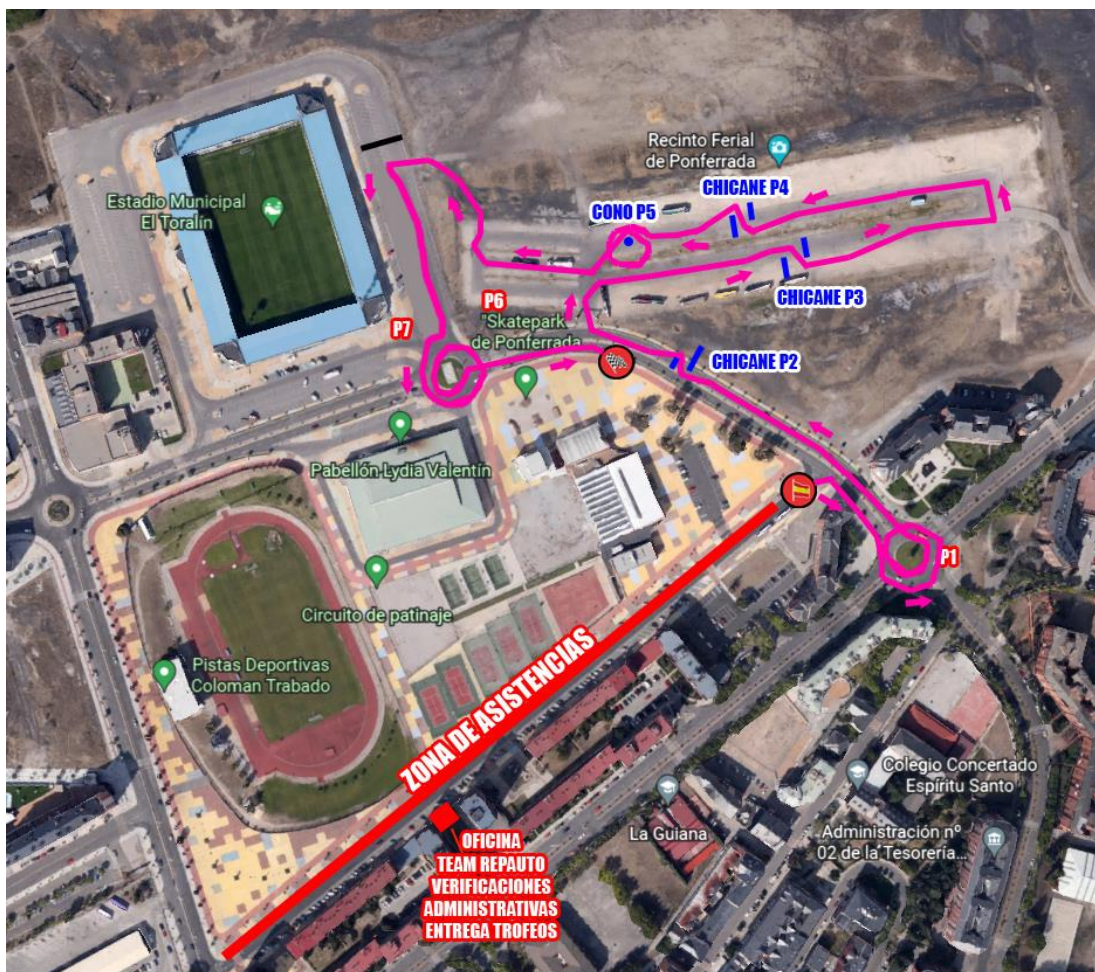 Recinto Ferial
de Ponferrada
CHICANE P4
Estadio Municipal
El Toralín
CONO P5
CHICANE P3
P6
"Skatepark
de Ponferrada
P7
CHICANE P2
Pabellón Lydia Valentín
P1
Circuito de patinaje
Pistas Deportivas
Coloman Trabado
ZONA DE ASISTENCIAS
Colegio Concertado
Espíritu Santo
La Guiana
Administración nº
02 de la Tesorería...
OFICINA
TEAM REPAUTO
VERIFICACIONES
ADMINISTRATIVAS
ENTREGA TROFEOS